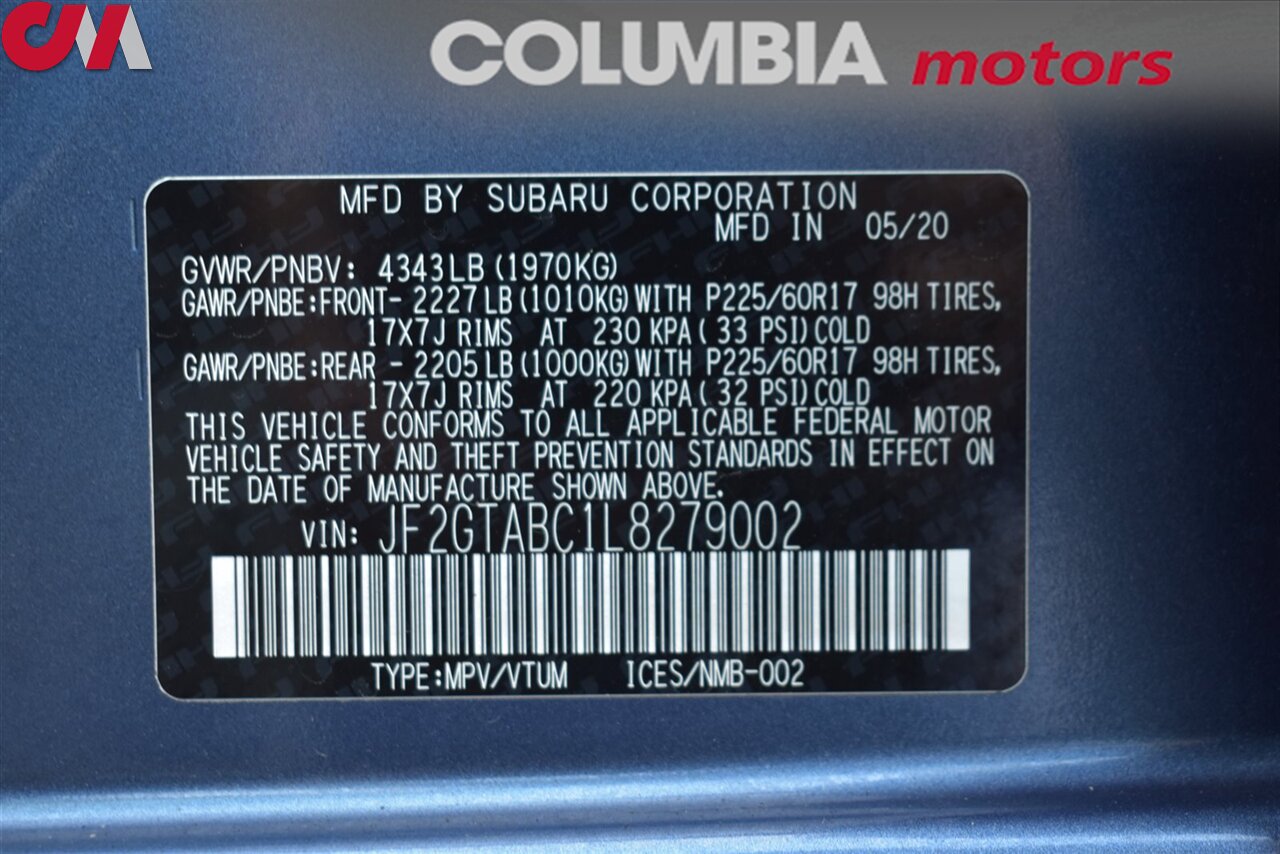 CM
COLUMBIA motors
MFD BY SUBARU CORPORATION
MFD IN 05/20
GVWR/PNBV: 4343LB (1970KG)
GAWR/PNBE:FRONT- 2227 LB (1010KG) WITH P225/60R17 98H TIRES,
17X7J RIMS AT 230 KPA ( 33 PSI) COLD
GAWR/PNBE:REAR - 2205 LB (1000KG) WITH P225/60R17 98H TIRES,
17X7J RIMS AT 220 KPA ( 32 PSI) COLD
THIS VEHICLE CONFORMS TO ALL APPLICABLE FEDERAL MOTOR
VEHICLE SAFETY AND THEFT PREVENTION STANDARDS IN EFFECT ON
THE DATE OF MANUFACTURE SHOWN ABOVE.
VIN: JF2GTABC1L8279002
TYPE:MPV/VTUM ICES/NMB-002